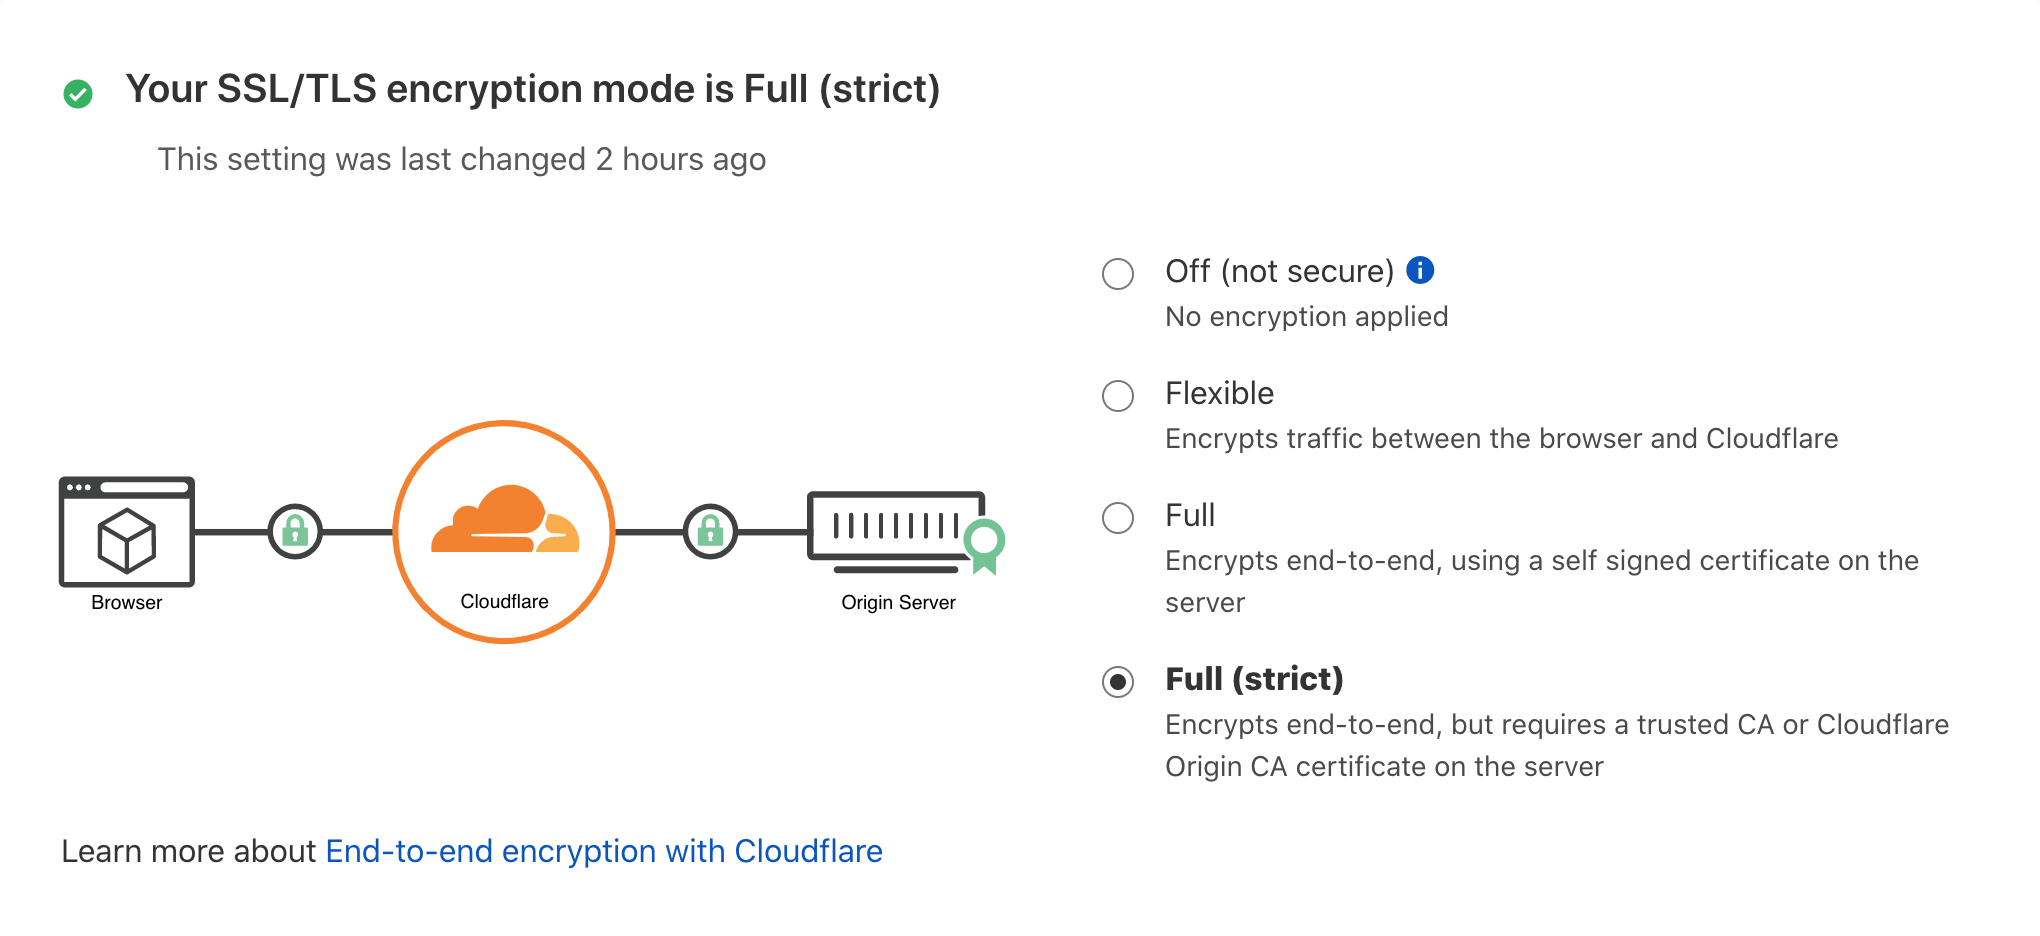 Your SSL/TLS encryption mode is Full (strict)
This setting was last changed 2 hours ago
Browser
Cloudflare
Origin Server
Off (not secure)
No encryption applied
Flexible
Encrypts traffic between the browser and Cloudflare
Full
Encrypts end-to-end, using a self signed certificate on the
server
Full (strict)
Encrypts end-to-end, but requires a trusted CA or Cloudflare
Origin CA certificate on the server
Learn more about End-to-end encryption with Cloudflare